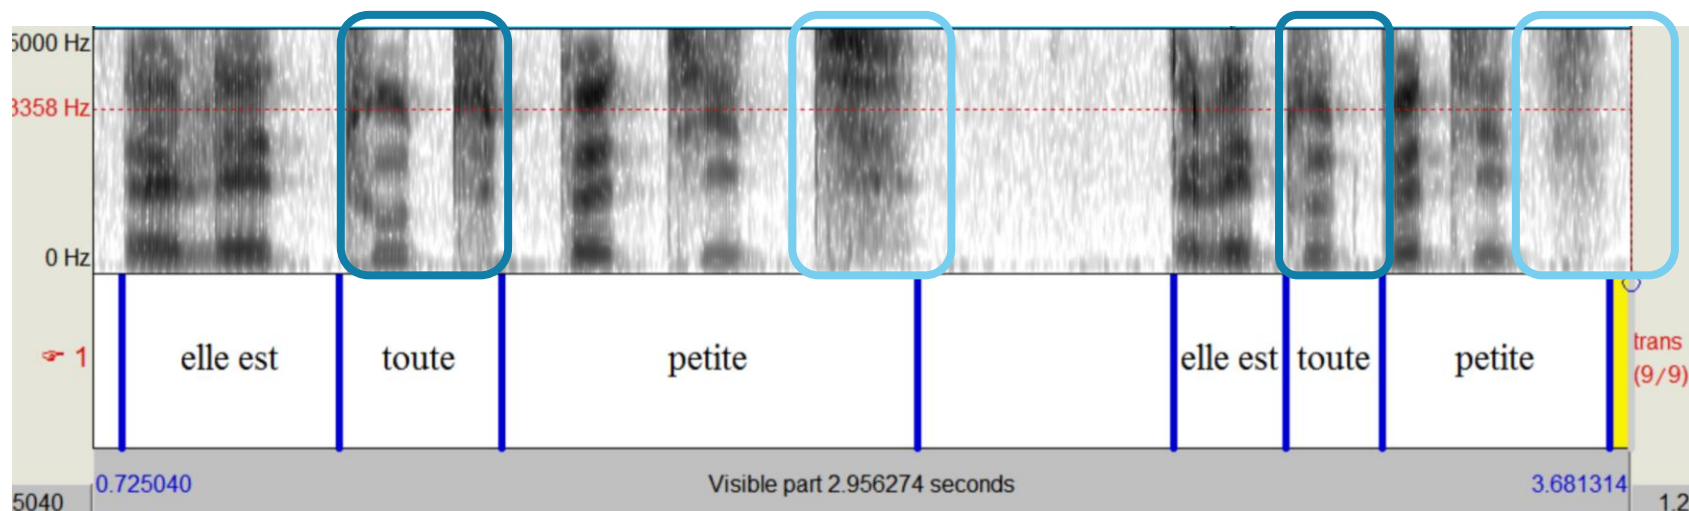 5000 Hz
3358 Hz
0 Hz
☞ 1 elle est toute petite elle est toute petite trans
(9/9)
0.725040 Visible part 2.956274 seconds 3.681314
5040 1.2